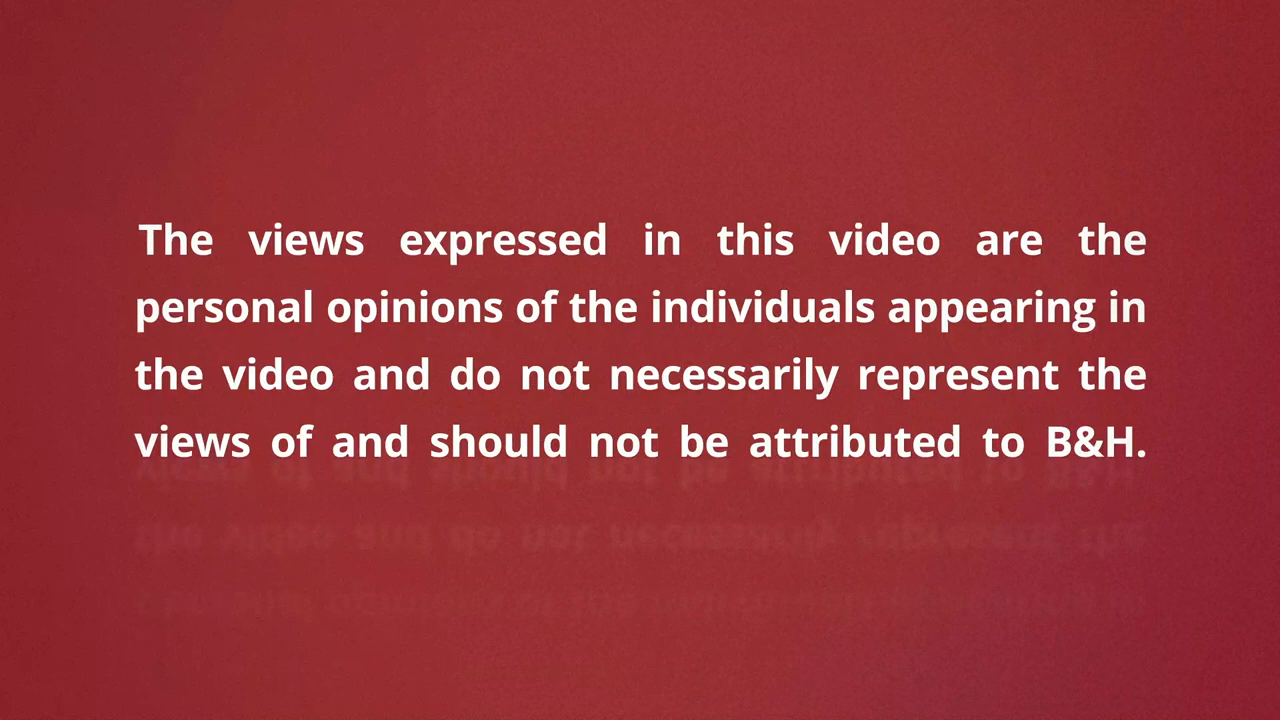 The views expressed in this video are the
personal opinions of the individuals appearing in
the video and do not necessarily represent the
views of and should not be attributed to B&H.